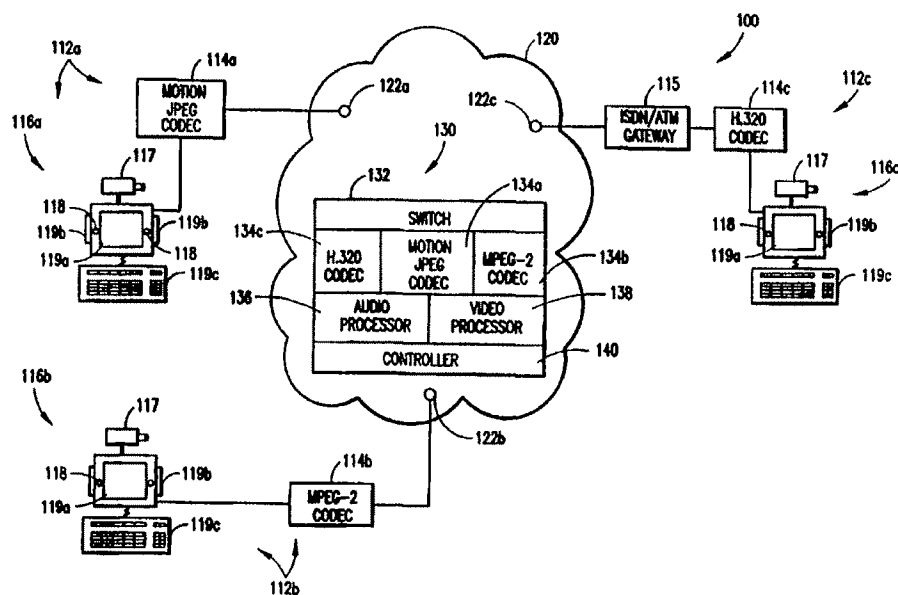 100
112a
114a
120
MOTION
JPEG
CODEC
122a
122c
115
ISDN/ATM
GATEWAY
114c
H.320
CODEC
112c
116a
117
130
117
116c
132
134a
SWITCH
118
119b
119b
118
119a
119c
134c
H.320
CODEC
MOTION
JPEG
CODEC
MPEG-2
CODEC
134b
118
119b
119a
119c
136
AUDIO
PROCESSOR
VIDEO
PROCESSOR
138
CONTROLLER
140
116b
117
122b
118
119b
119a
119c
114b
MPEG-2
CODEC
112b